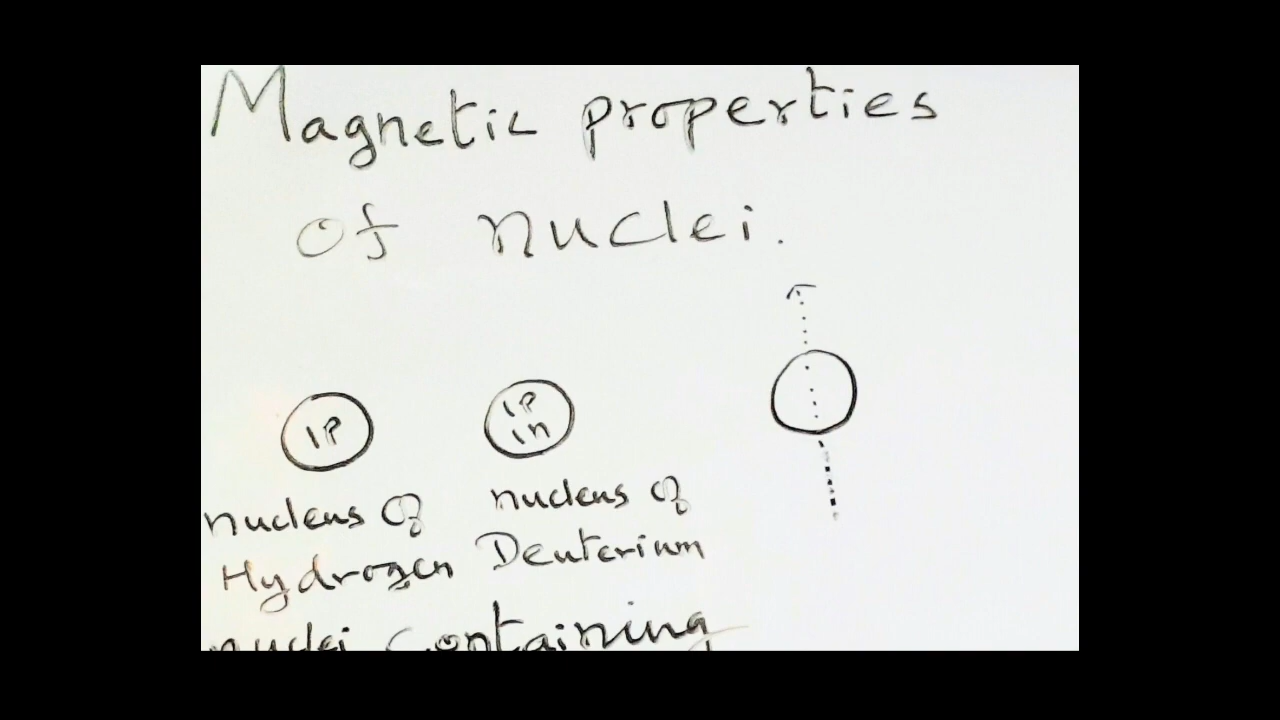 Magnetic properties
of nuclei.
1P
1P
1n
nucleus of
Hydrogen
nucleus of
Deuterium
nuclei containing